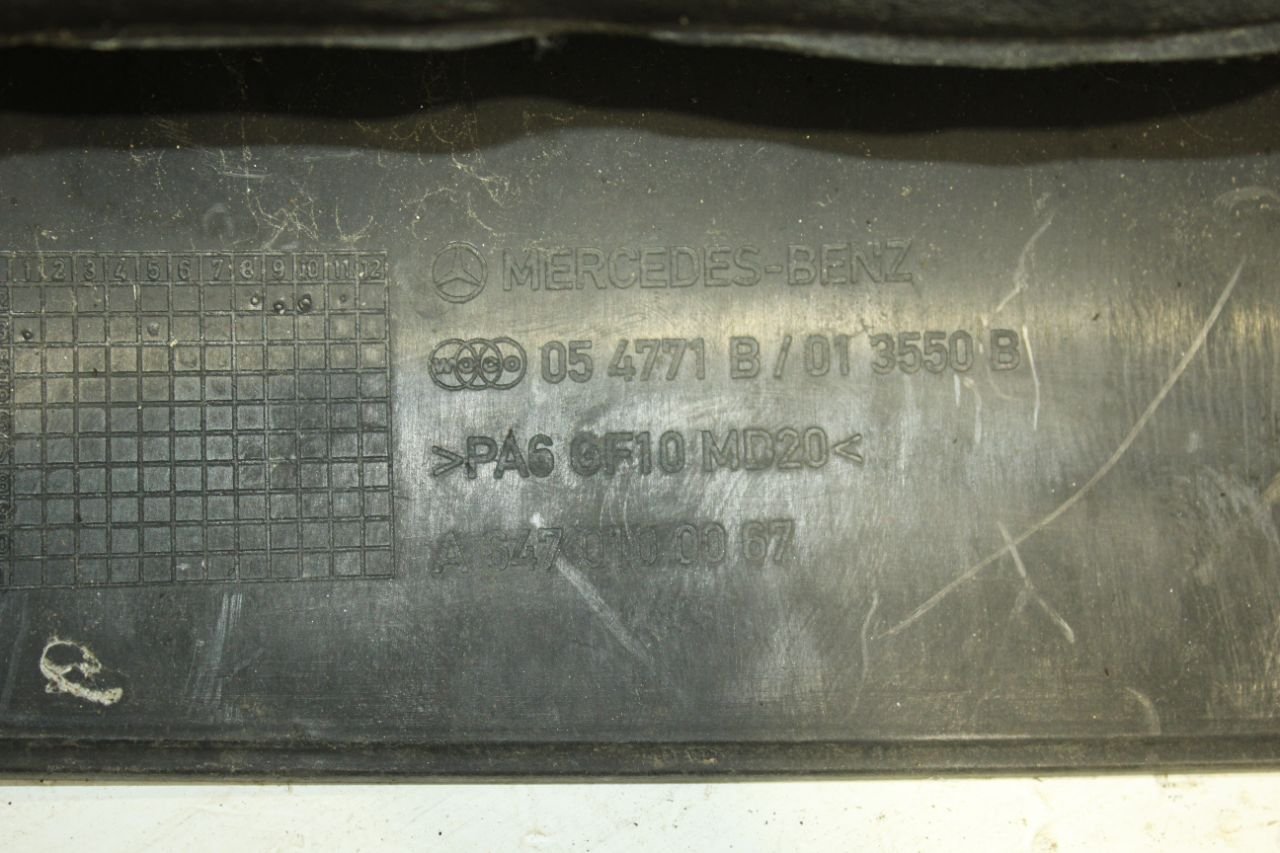 1 2 3 4 5 6 7 8 9 10 11 12
MERCEDES-BENZ
woco 05 4771 B / 01 3550 B
>PA6 GF10 MD20<
A 647 010 00 67